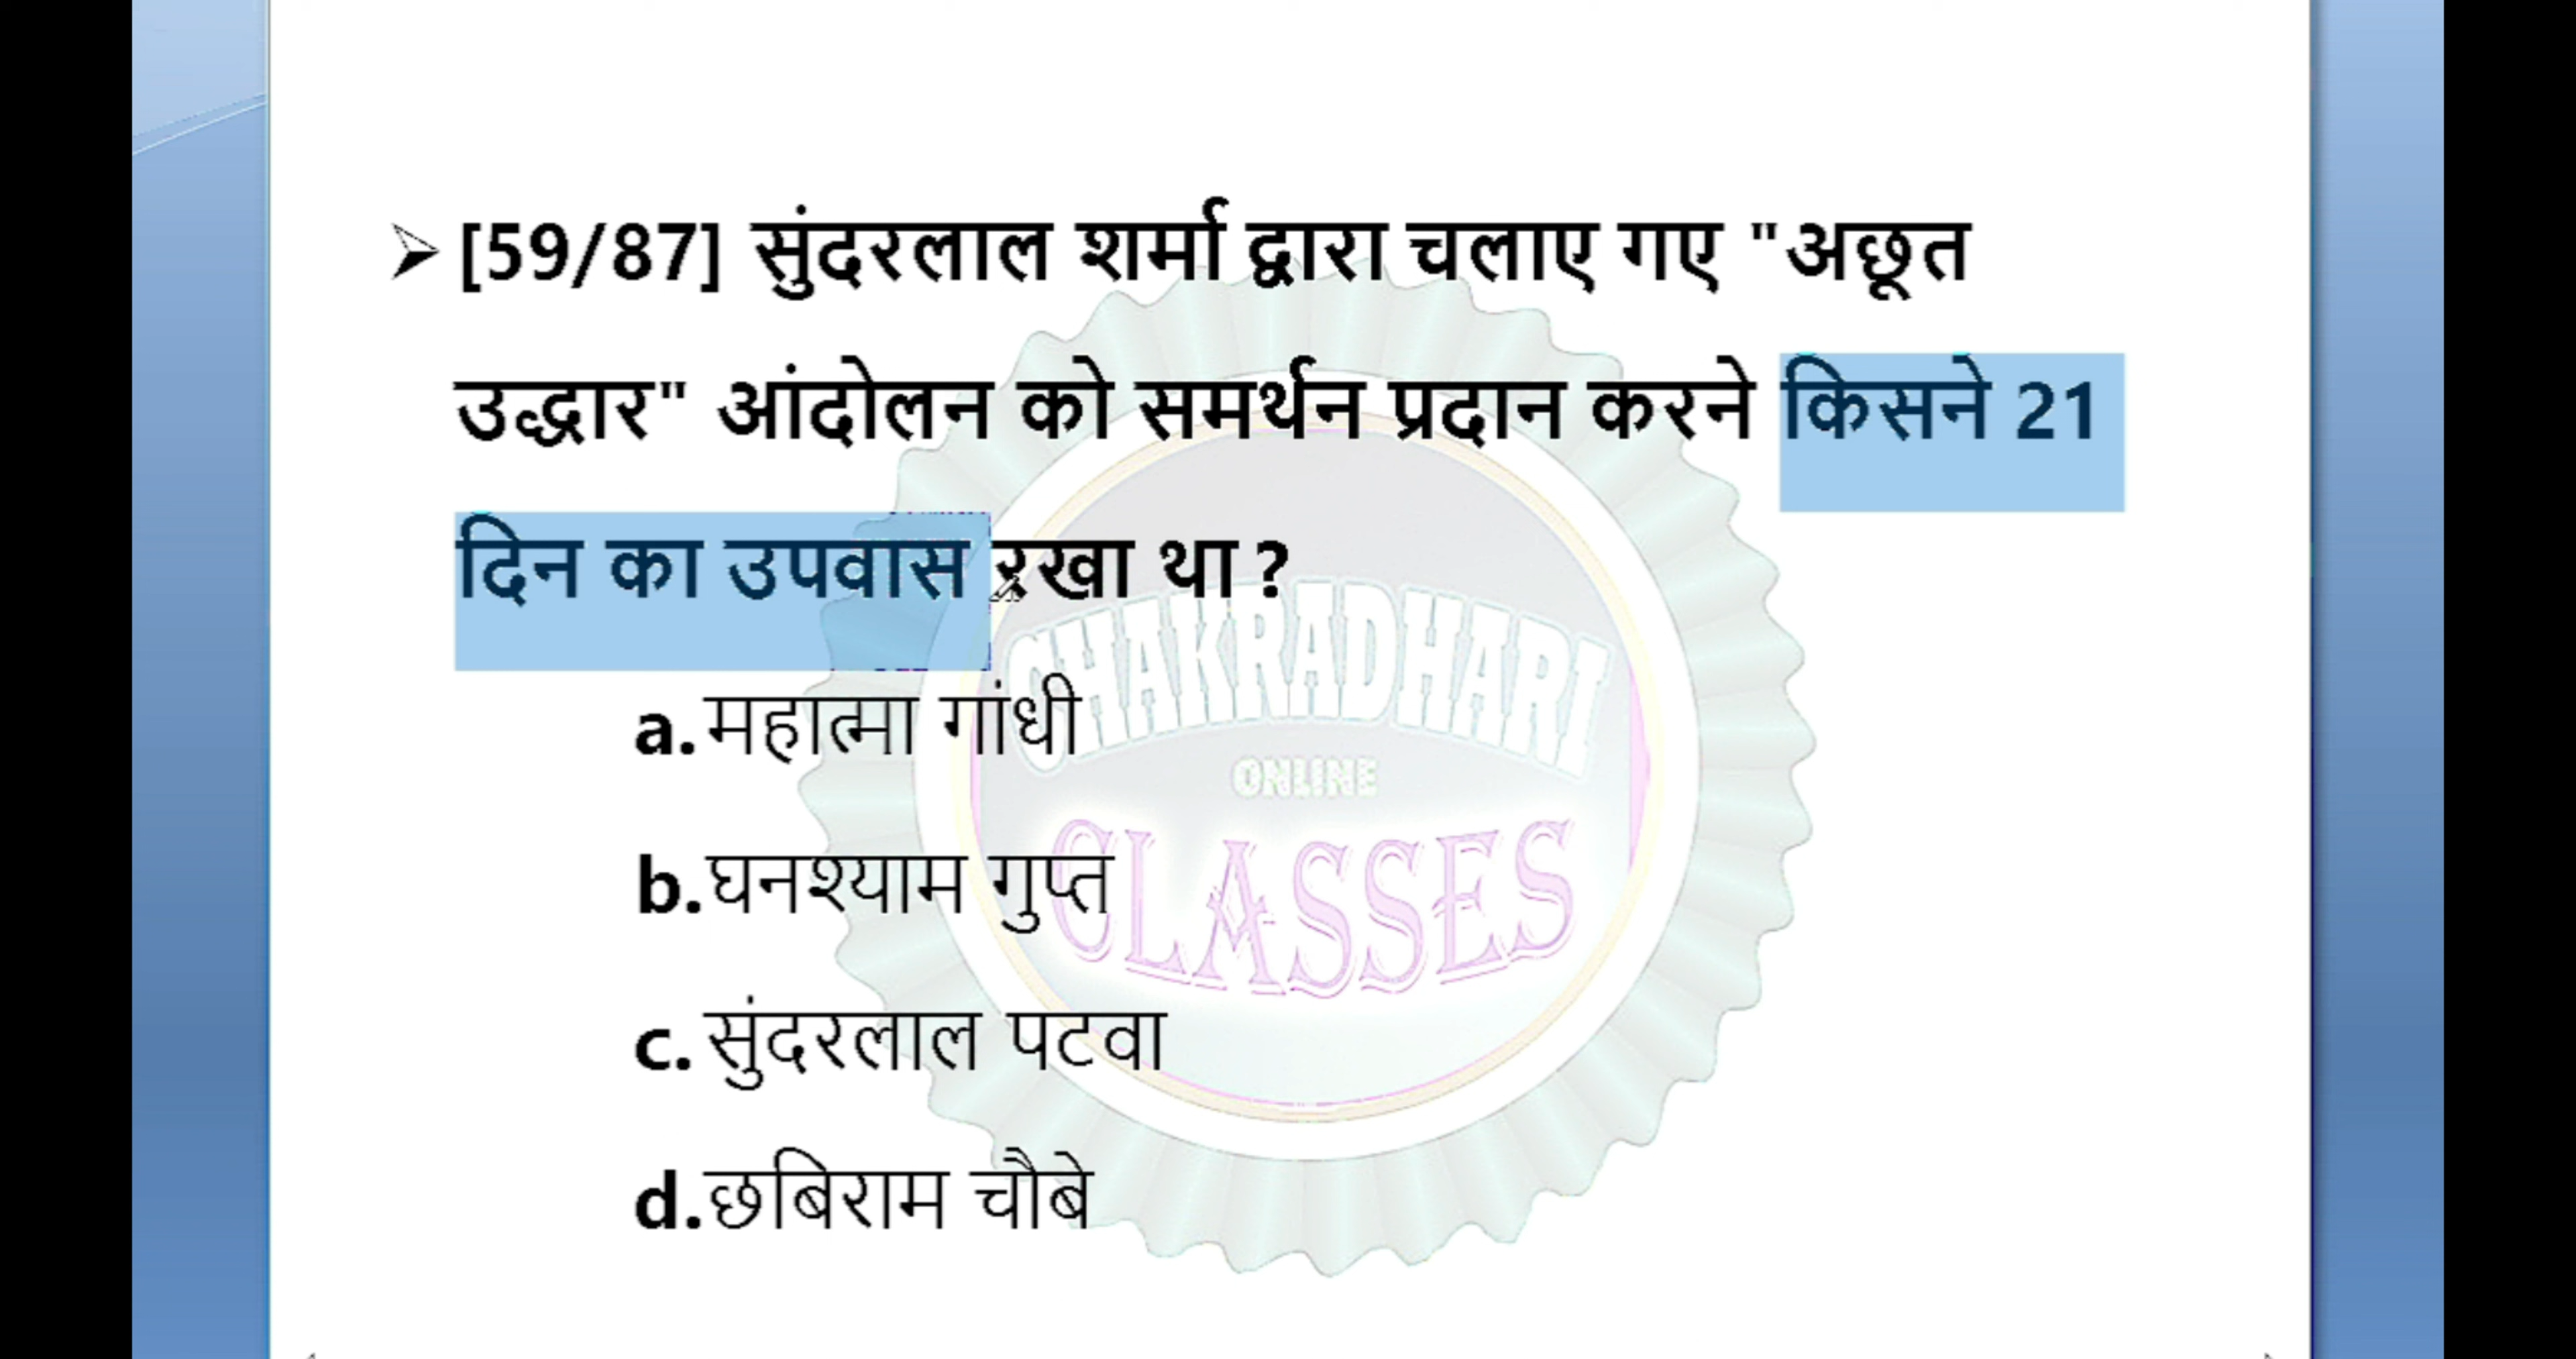 ➢ [59/87] सुंदरलाल शर्मा द्वारा चलाए गए "अछूत
उद्धार" आंदोलन को समर्थन प्रदान करने किसने 21
दिन का उपवास रखा था?
a. महात्मा गांधी
b. घनश्याम गुप्त
c. सुंदरलाल पटवा
d. छबिराम चौबे
CHAKRADHARI
ONLINE
CLASSES